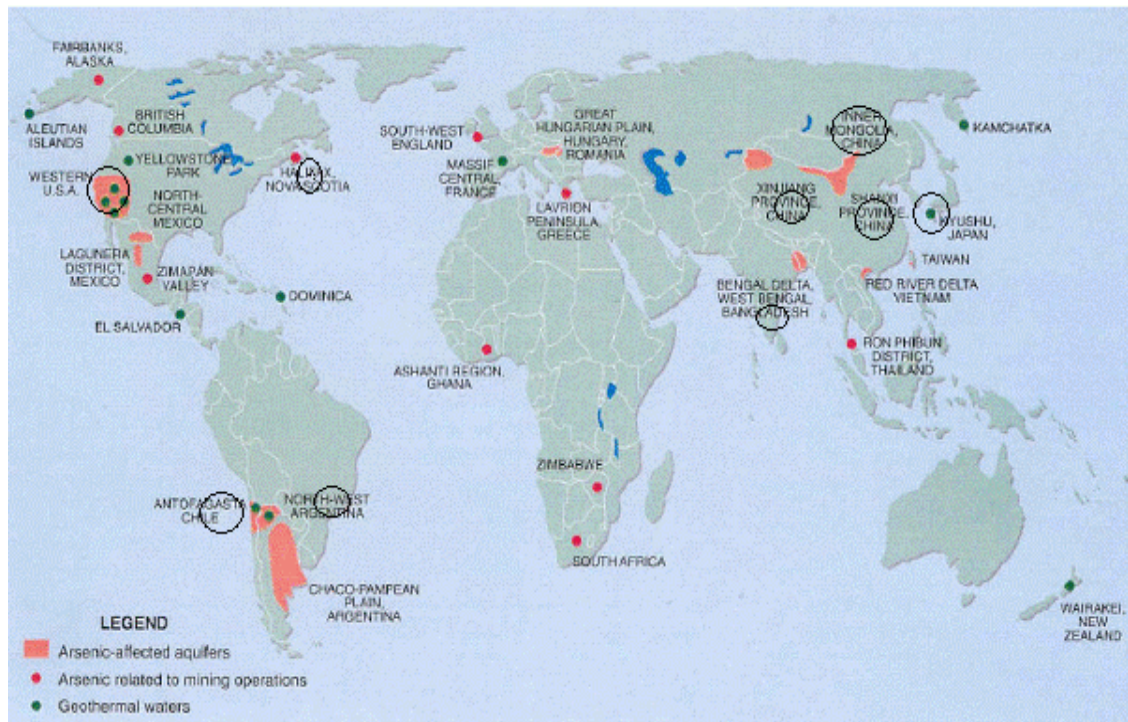 FAIRBANKS,
ALASKA
ALEUTIAN
ISLANDS
BRITISH
COLUMBIA
YELLOWSTONE
PARK
WESTERN
U.S.A.
NORTH-
CENTRAL
MEXICO
LAGUNERA
DISTRICT,
MEXICO
ZIMAPAN
VALLEY
EL SALVADOR
DOMINICA
HALIFAX,
NOVA SCOTIA
SOUTH-WEST
ENGLAND
MASSIF
CENTRAL,
FRANCE
GREAT
HUNGARIAN PLAIN,
HUNGARY,
ROMANIA
LAVRION
PENINSULA,
GREECE
INNER
MONGOLIA,
CHINA
KAMCHATKA
XINJIANG
PROVINCE,
CHINA
SHANXI
PROVINCE,
CHINA
KYUSHU,
JAPAN
TAIWAN
BENGAL DELTA,
WEST BENGAL,
BANGLADESH
RED RIVER DELTA
VIETNAM
RON PHIBUN
DISTRICT,
THAILAND
ASHANTI REGION,
GHANA
ZIMBABWE
SOUTH AFRICA
ANTOFAGASTA
CHILE
NORTH-WEST
ARGENTINA
CHACO-PAMPEAN
PLAIN,
ARGENTINA
WAIRAKEI,
NEW
ZEALAND
LEGEND
Arsenic-affected aquifers
Arsenic related to mining operations
Geothermal waters